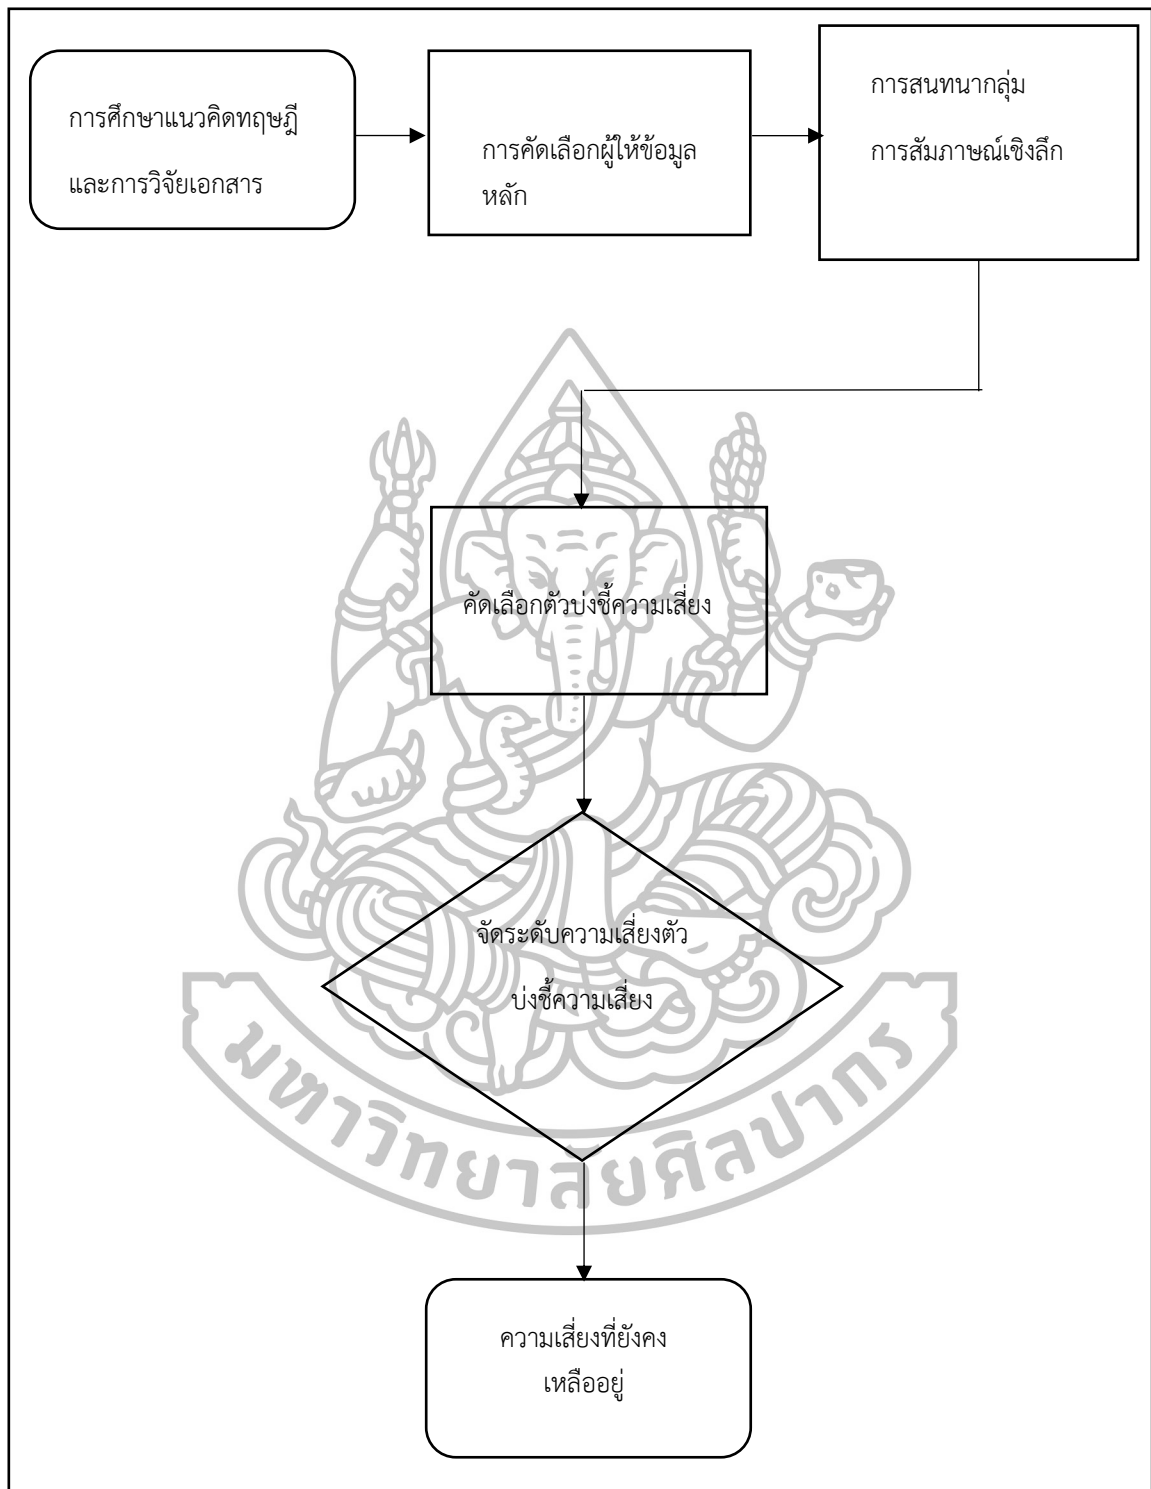 การศึกษาแนวคิดทฤษฎี
และการวิจัยเอกสาร
การคัดเลือกผู้ให้ข้อมูล
หลัก
การสนทนากลุ่ม
การสัมภาษณ์เชิงลึก
คัดเลือกตัวบ่งชี้ความเสี่ยง
จัดระดับความเสี่ยงตัว
บ่งชี้ความเสี่ยง
มหาวิทยาลัยศิลปากร
ความเสี่ยงที่ยังคง
เหลืออยู่